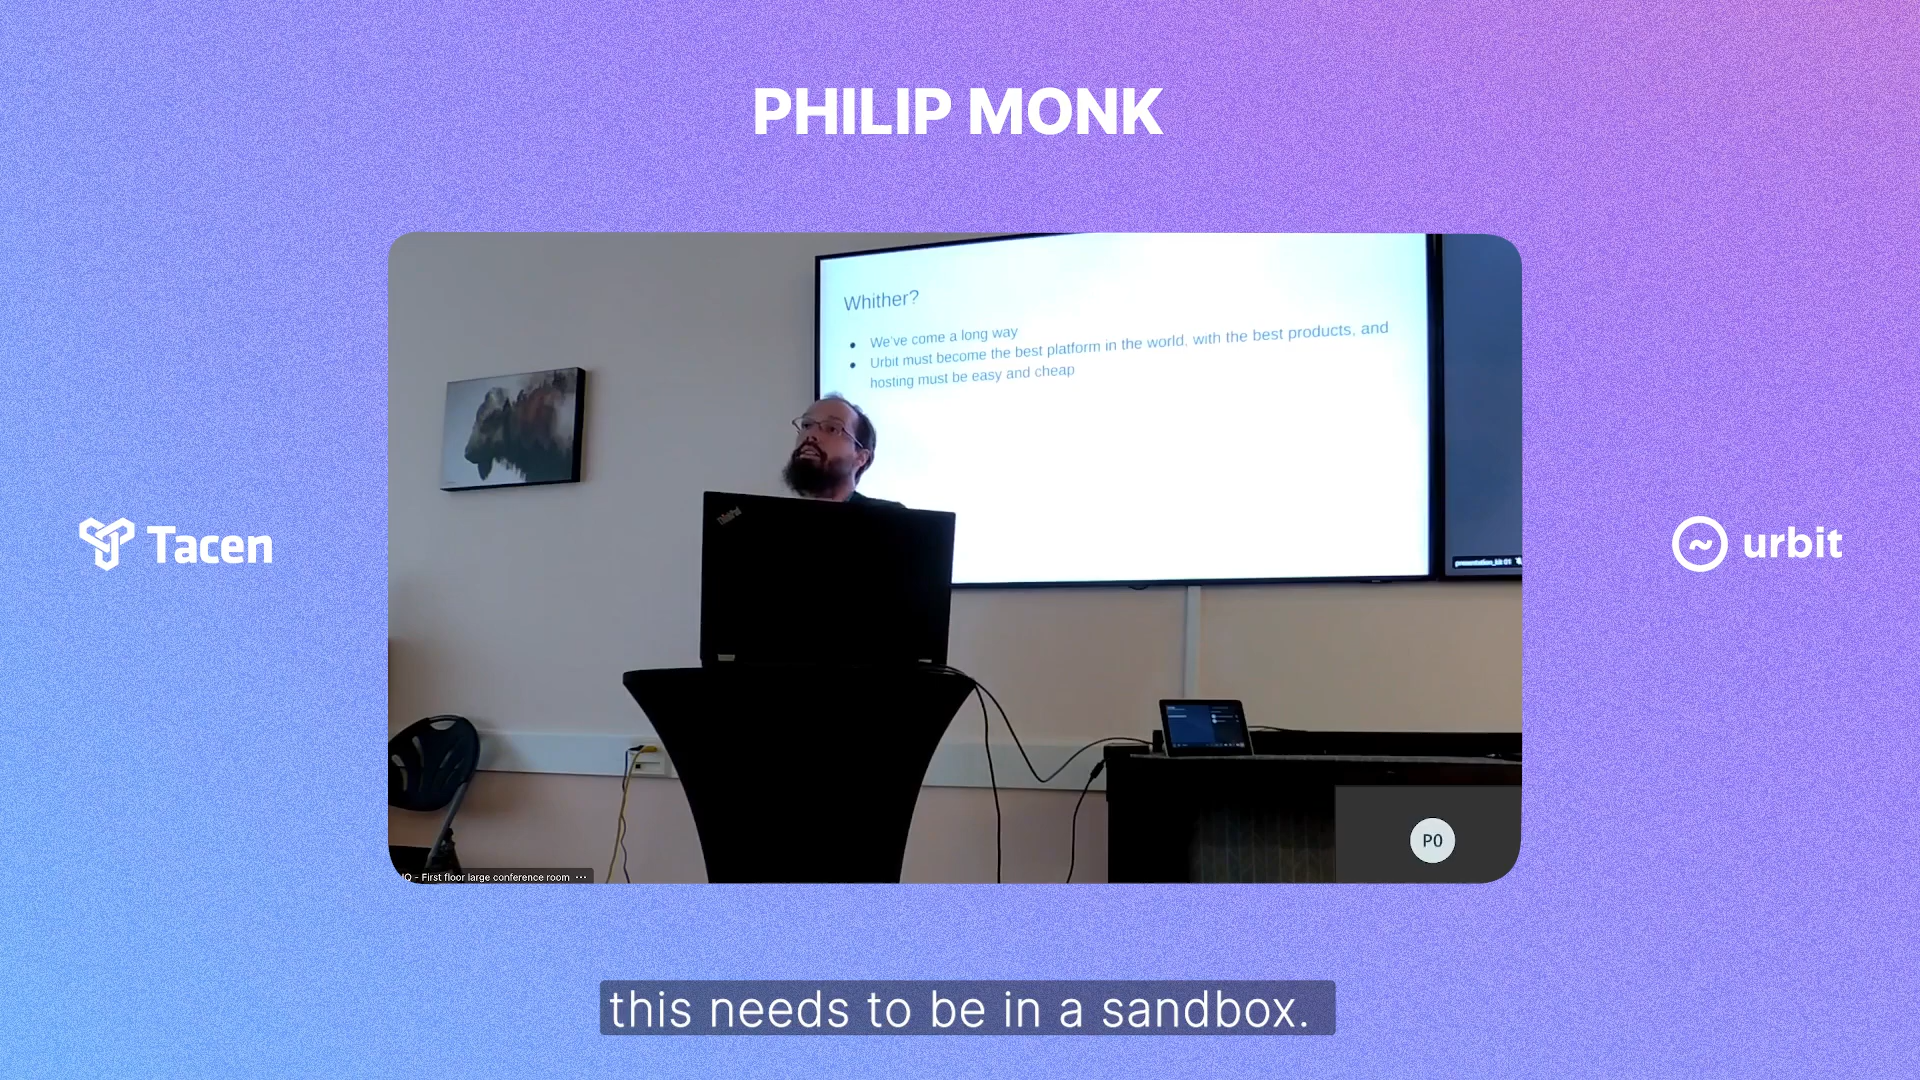 PHILIP MONK
Whither?
We've come a long way
Urbit must become the best platform in the world, with the best products, and
hosting must be easy and cheap
ThinkPad
Tacen
urbit
P0
- First floor large conference room ...
this needs to be in a sandbox.